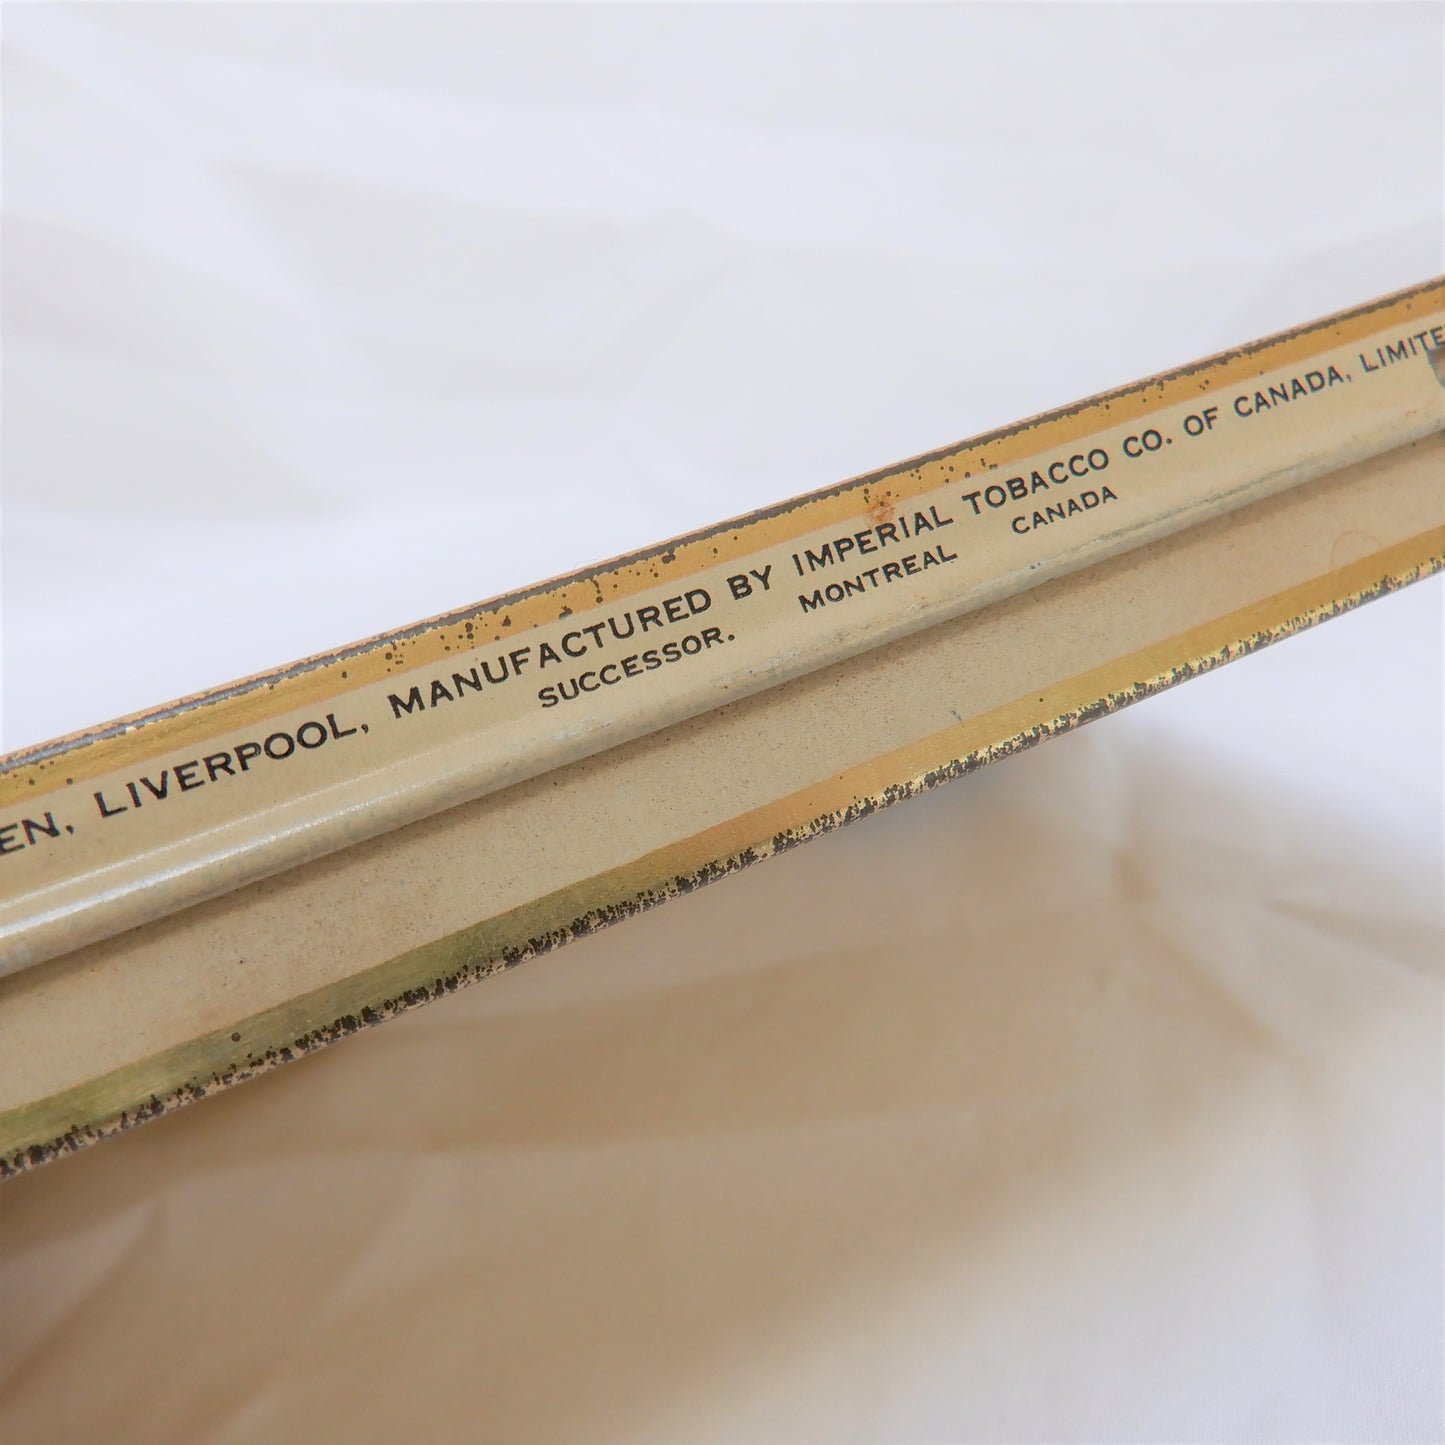 EN, LIVERPOOL, MANUFACTURED BY IMPERIAL TOBACCO CO. OF CANADA, LIMITE
SUCCESSOR. MONTREAL CANADA